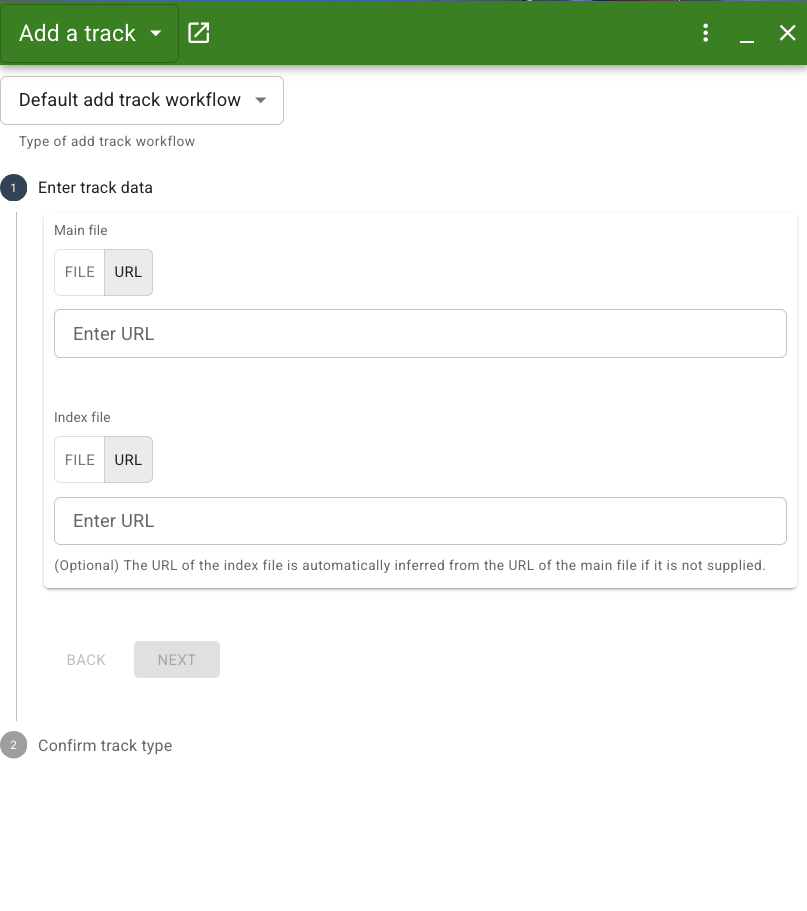 Add a track
Default add track workflow
Type of add track workflow
1 Enter track data
Main file
FILE URL
Enter URL
Index file
FILE URL
Enter URL
(Optional) The URL of the index file is automatically inferred from the URL of the main file if it is not supplied.
BACK NEXT
2 Confirm track type